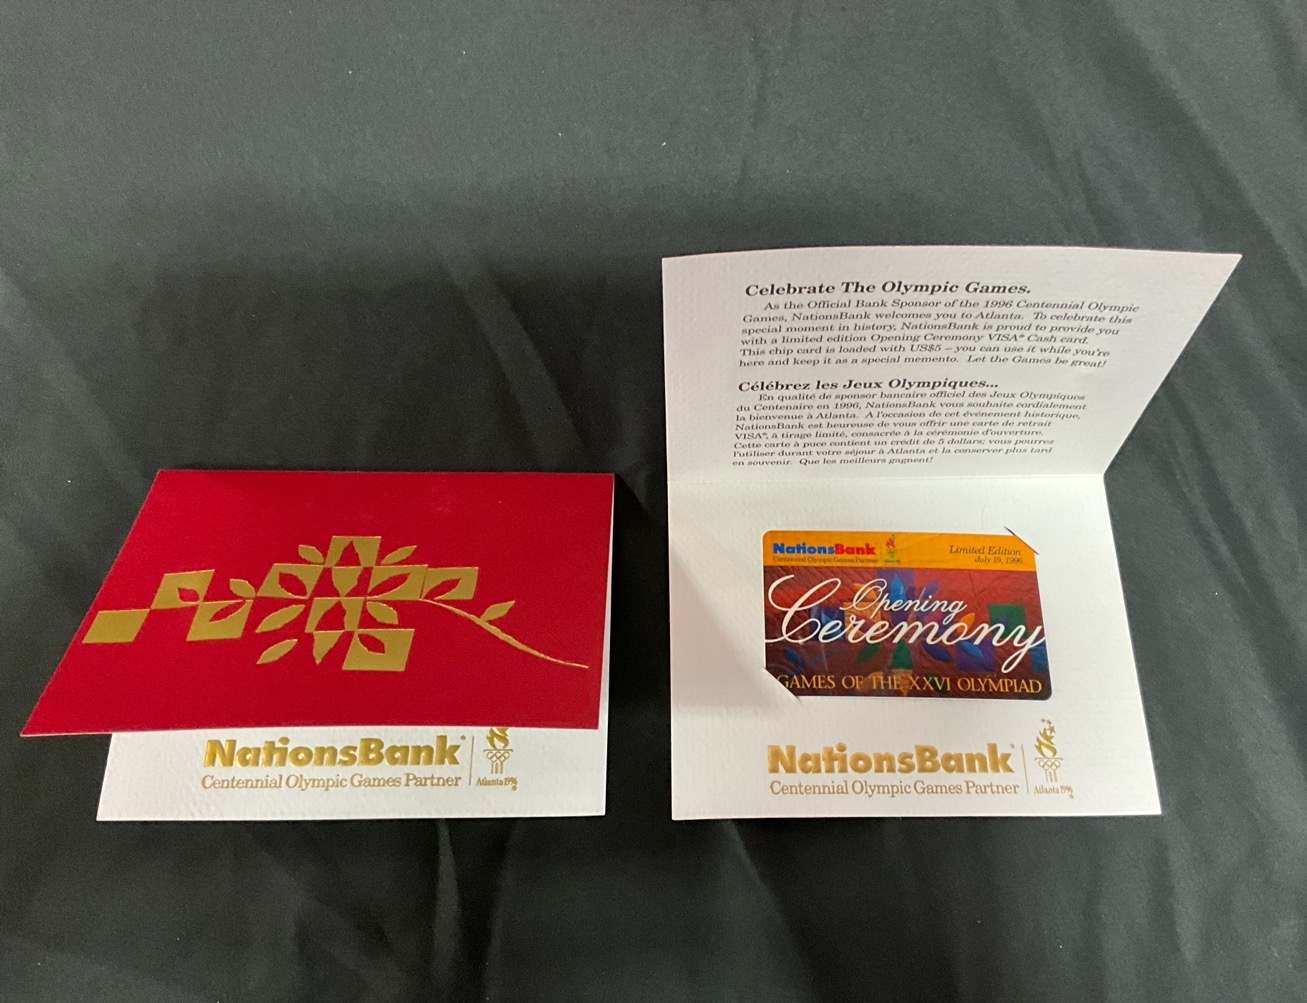 NationsBank
Centennial Olympic Games Partner
Atlanta 1996
Celebrate The Olympic Games.
As the Official Bank Sponsor of the 1996 Centennial Olympic
Games, NationsBank welcomes you to Atlanta. To celebrate this
special moment in history, NationsBank is proud to provide you
with a limited edition Opening Ceremony VISA® Cash card.
This chip card is loaded with US$5 – you can use it while you're
here and keep it as a special memento. Let the Games be great!
Célébrez les Jeux Olympiques...
En qualité de sponsor bancaire officiel des Jeux Olympiques
du Centenaire en 1996, NationsBank vous souhaite cordialement
la bienvenue à Atlanta. A l'occasion de cet événement historique,
NationsBank est heureuse de vous offrir une carte de retrait
VISA®, à tirage limité, consacrée à la cérémonie d'ouverture.
Cette carte à puce contient un crédit de 5 dollars; vous pourrez
l'utiliser durant votre séjour à Atlanta et la conserver plus tard
en souvenir. Que les meilleurs gagnent!
NationsBank
Centennial Olympic Games Partner
Limited Edition
July 19, 1996
Opening
Ceremony
GAMES OF THE XXVI OLYMPIAD
NationsBank
Centennial Olympic Games Partner
Atlanta 1996